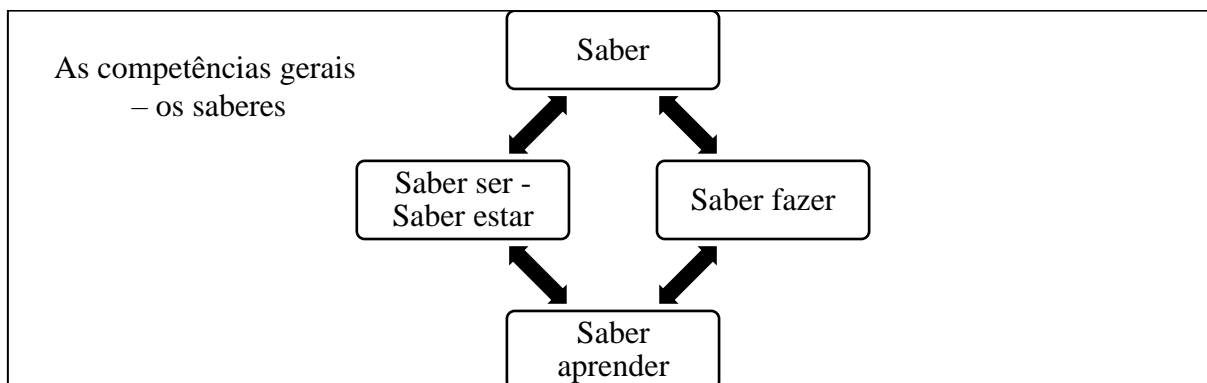 As competências gerais
– os saberes
Saber
Saber ser -
Saber estar
Saber fazer
Saber
aprender